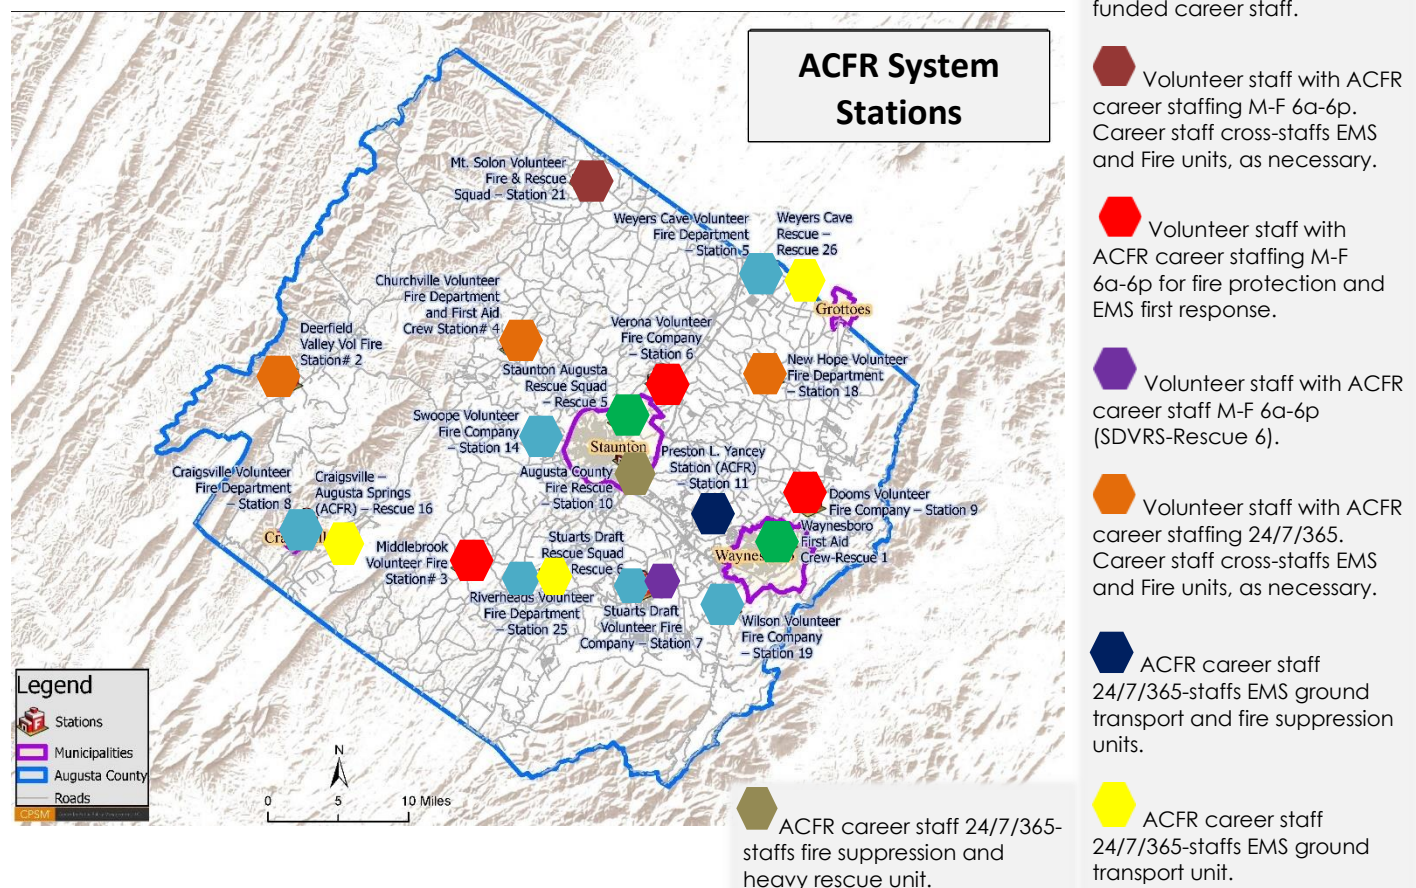 ACFR System
Stations
Mt. Solon Volunteer
Fire & Rescue
Squad – Station 21
Weyers Cave Volunteer
Fire Department
– Station 5
Weyers Cave
Rescue –
Rescue 26
Grottoes
Churchville Volunteer
Fire Department
and First Aid
Crew Station# 4
Deerfield
Valley Vol Fire
Station# 2
Verona Volunteer
Fire Company
– Station 6
New Hope Volunteer
Fire Department
– Station 18
Staunton Augusta
Rescue Squad
– Rescue 5
Swoope Volunteer
Fire Company
– Station 14
Staunton
Preston L. Yancey
Station (ACFR)
– Station 11
Augusta County
Fire Rescue
– Station 10
Craigsville Volunteer
Fire Department
– Station 8
Craigsville –
Augusta Springs
(ACFR) – Rescue 16
Dooms Volunteer
Fire Company – Station 9
Waynesboro
First Aid
Crew-Rescue 1
Middlebrook
Volunteer Fire
Station# 3
Stuarts Draft
Rescue Squad
Rescue 6
Riverheads Volunteer
Fire Department
– Station 25
Stuarts Draft
Volunteer Fire
Company – Station 7
Wilson Volunteer
Fire Company
– Station 19
Legend
Stations
Municipalities
Augusta County
Roads
CPSM
N
0 5 10 Miles
funded career staff.
Volunteer staff with ACFR
career staffing M-F 6a-6p.
Career staff cross-staffs EMS
and Fire units, as necessary.
Volunteer staff with
ACFR career staffing M-F
6a-6p for fire protection and
EMS first response.
Volunteer staff with ACFR
career staff M-F 6a-6p
(SDVRS-Rescue 6).
Volunteer staff with ACFR
career staffing 24/7/365.
Career staff cross-staffs EMS
and Fire units, as necessary.
ACFR career staff
24/7/365-staffs EMS ground
transport and fire suppression
units.
ACFR career staff
24/7/365-staffs EMS ground
transport unit.
ACFR career staff 24/7/365-
staffs fire suppression and
heavy rescue unit.